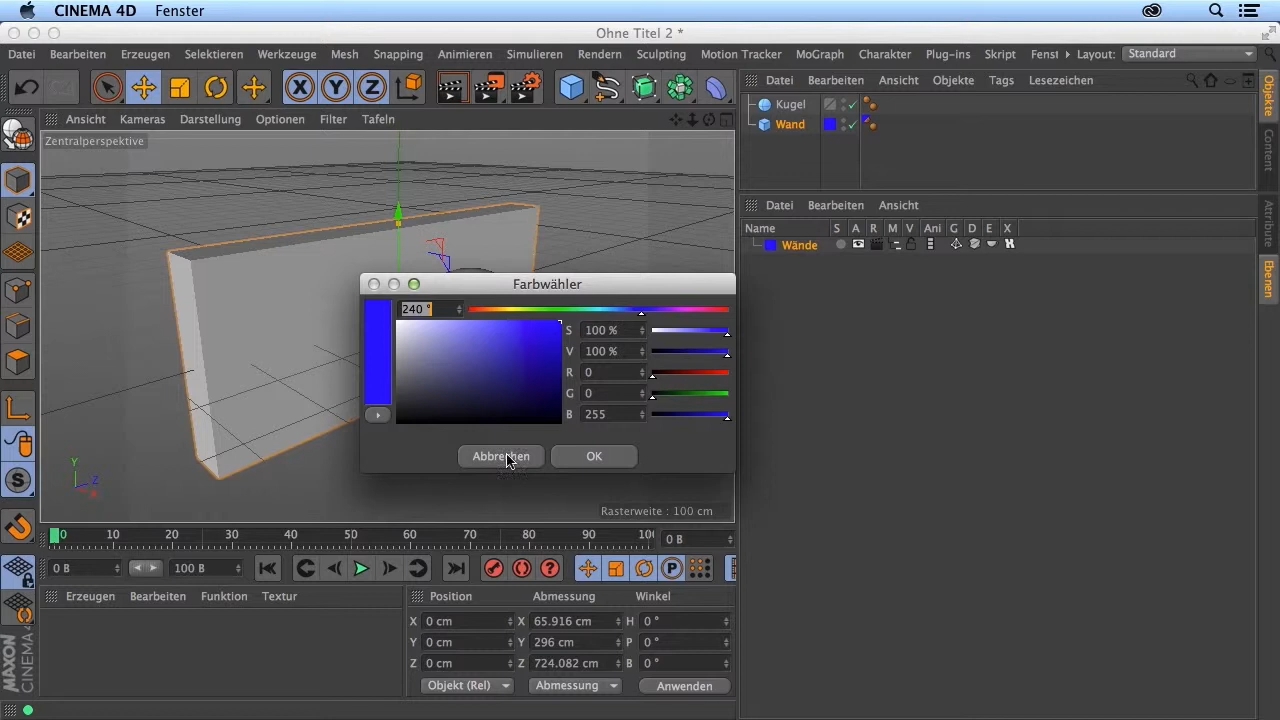 CINEMA 4D Fenster
Ohne Titel 2 *
Datei Bearbeiten Erzeugen Selektieren Werkzeuge Mesh Snapping Animieren Simulieren Rendern Sculpting Motion Tracker MoGraph Charakter Plug-ins Skript Fenst Layout: Standard
X Y Z
Datei Bearbeiten Ansicht Objekte Tags Lesezeichen
Ansicht Kameras Darstellung Optionen Filter Tafeln
Zentralperspektive
Kugel
Wand
Objekte
Content
Attribute
Ebenen
Datei Bearbeiten Ansicht
Name S A R M V Ani G D E X
Wände
Farbwähler
240 °
S 100 %
V 100 %
R 0
G 0
B 255
Abbrechen OK
Y
Z
X
Rasterweite : 100 cm
0 10 20 30 40 50 60 70 80 90 100 0 B
0 B 100 B
P
S
Erzeugen Bearbeiten Funktion Textur
Position Abmessung Winkel
X 0 cm X 65.916 cm H 0 °
Y 0 cm Y 296 cm P 0 °
Z 0 cm Z 724.082 cm B 0 °
Objekt (Rel) Abmessung Anwenden
MAXON
CINEMA 4